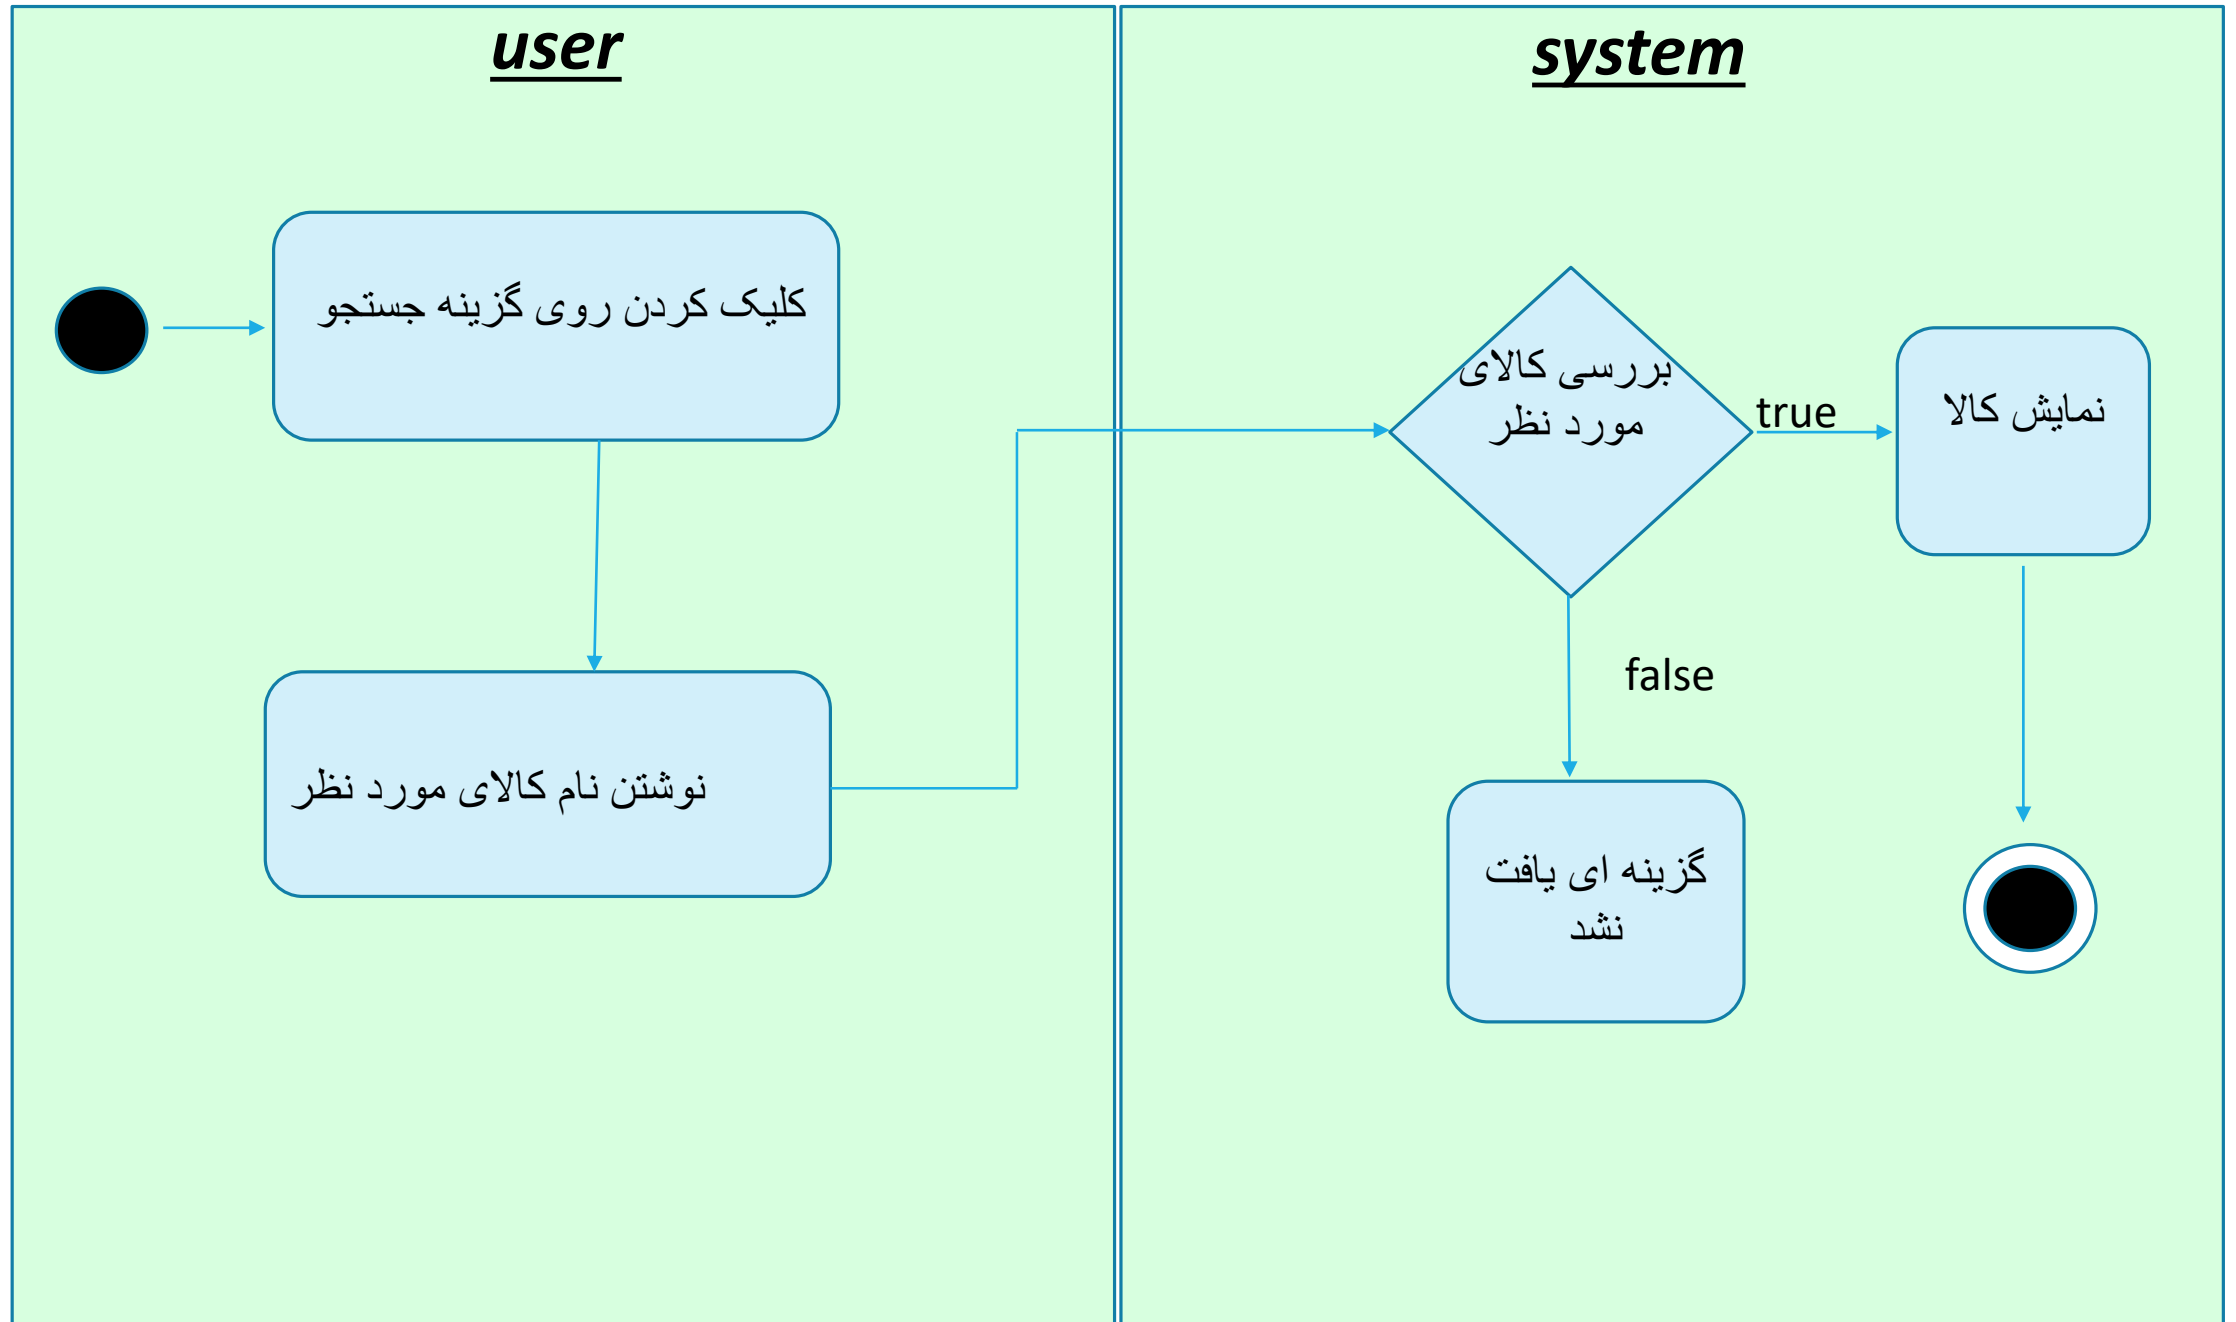 user
system
کلیک کردن روی گزینه جستجو
نوشتن نام کالای مورد نظر
بررسی کالای
مورد نظر
true
نمایش کالا
false
گزینه ای یافت
نشد